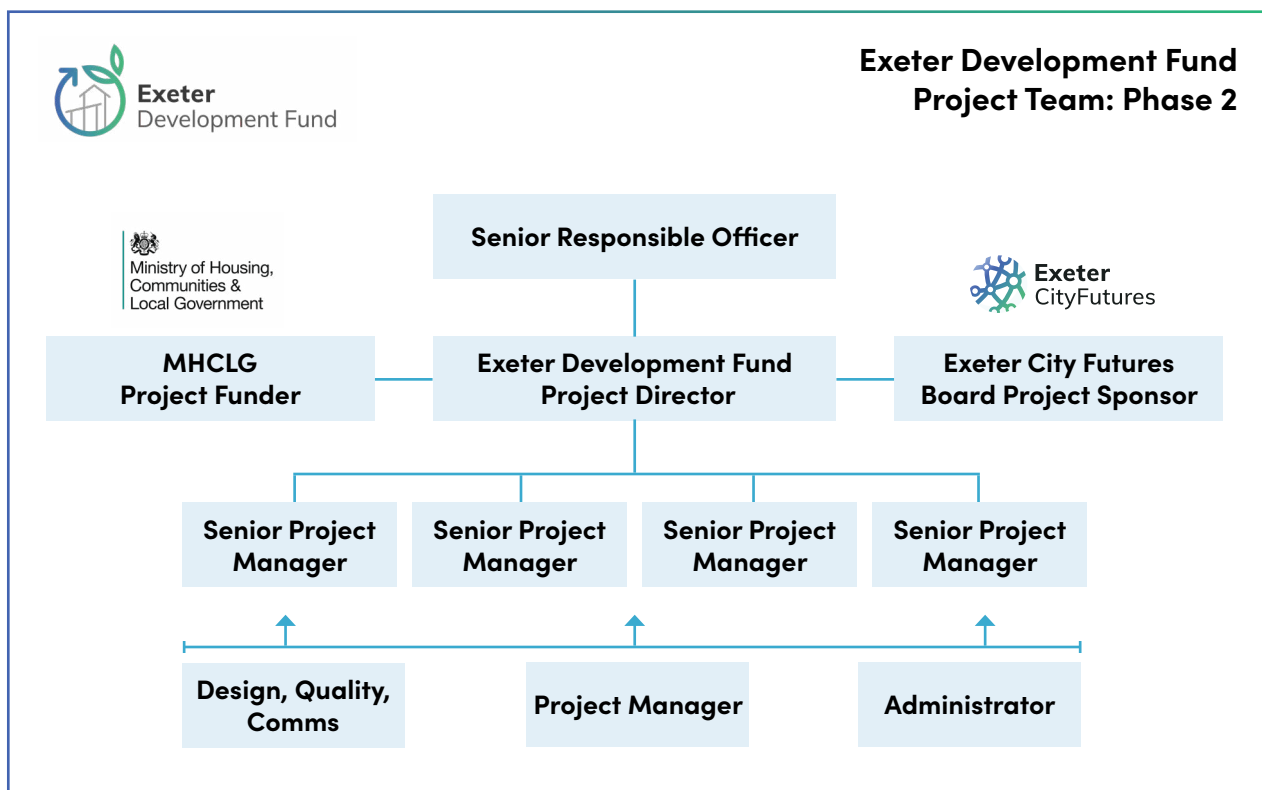 Exeter
Development Fund
Exeter Development Fund
Project Team: Phase 2
Senior Responsible Officer
Ministry of Housing,
Communities &
Local Government
Exeter
CityFutures
MHCLG
Project Funder
Exeter Development Fund
Project Director
Exeter City Futures
Board Project Sponsor
Senior Project
Manager
Senior Project
Manager
Senior Project
Manager
Senior Project
Manager
Design, Quality,
Comms
Project Manager
Administrator